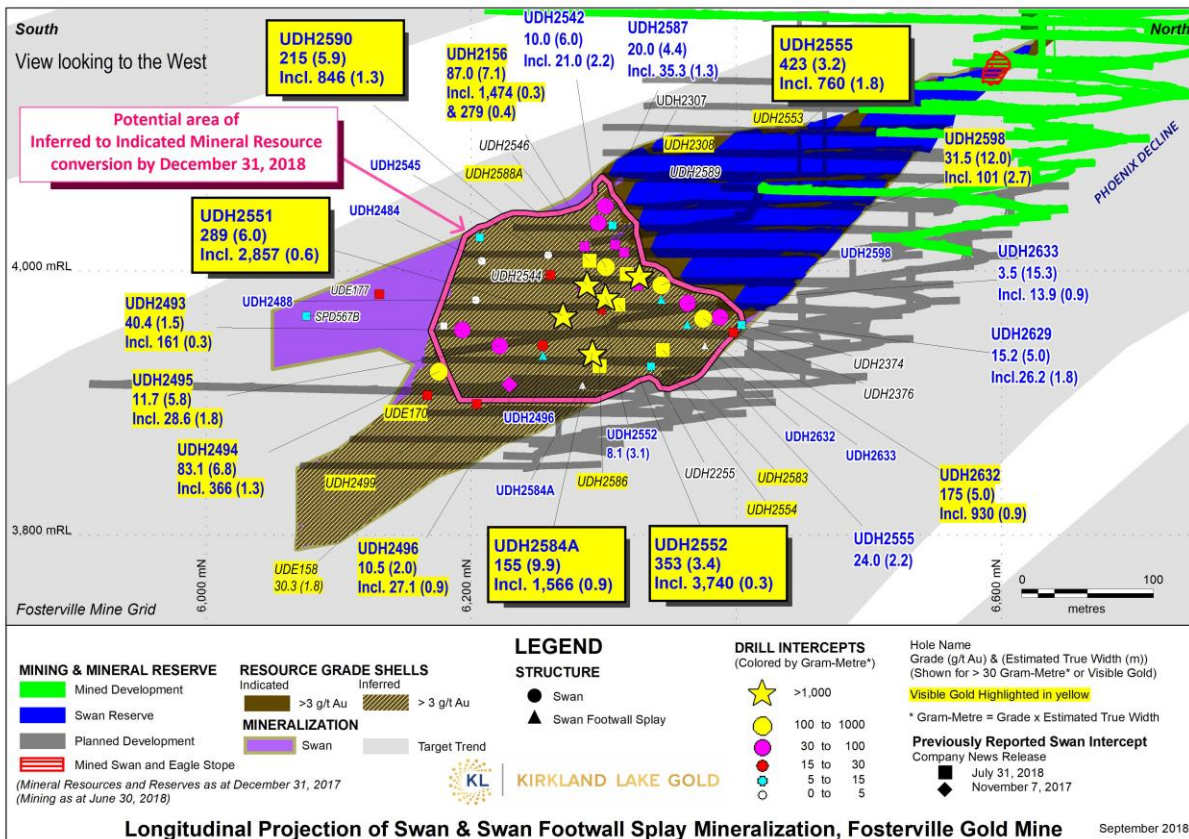 South
View looking to the West
North
UDH2590
215 (5.9)
Incl. 846 (1.3)
UDH2156
87.0 (7.1)
Incl. 1,474 (0.3)
& 279 (0.4)
UDH2542
10.0 (6.0)
Incl. 21.0 (2.2)
UDH2587
20.0 (4.4)
Incl. 35.3 (1.3)
UDH2555
423 (3.2)
Incl. 760 (1.8)
Potential area of
Inferred to Indicated Mineral Resource
conversion by December 31, 2018
UDH2307
UDH2553
UDH2308
UDH2546
UDH2545
UDH2588A
UDH2589
UDH2598
31.5 (12.0)
Incl. 101 (2.7)
PHOENIX DECLINE
UDH2484
UDH2551
289 (6.0)
Incl. 2,857 (0.6)
4,000 mRL
4,000 mRL
UDH2544
UDH2598
UDH2633
3.5 (15.3)
Incl. 13.9 (0.9)
UDE177
UDH2488
SPD567B
UDH2493
40.4 (1.5)
Incl. 161 (0.3)
UDH2629
15.2 (5.0)
Incl.26.2 (1.8)
UDH2374
UDH2376
UDH2495
11.7 (5.8)
Incl. 28.6 (1.8)
UDE170
UDH2496
UDH2552
8.1 (3.1)
UDH2632
UDH2633
UDH2494
83.1 (6.8)
Incl. 366 (1.3)
UDH2499
UDH2584A
UDH2586
UDH2255
UDH2583
UDH2554
UDH2632
175 (5.0)
Incl. 930 (0.9)
3,800 mRL
UDE158
30.3 (1.8)
UDH2496
10.5 (2.0)
Incl. 27.1 (0.9)
UDH2584A
155 (9.9)
Incl. 1,566 (0.9)
UDH2552
353 (3.4)
Incl. 3,740 (0.3)
UDH2555
24.0 (2.2)
6,000 mN
6,200 mN
6,600 mN
0 100
metres
Fosterville Mine Grid
LEGEND
MINING & MINERAL RESERVE
Mined Development
Swan Reserve
Planned Development
Mined Swan and Eagle Stope
(Mineral Resources and Reserves as at December 31, 2017
(Mining as at June 30, 2018)
RESOURCE GRADE SHELLS
Indicated Inferred
>3 g/t Au > 3 g/t Au
MINERALIZATION
Swan Target Trend
STRUCTURE
Swan
Swan Footwall Splay
KL KIRKLAND LAKE GOLD
DRILL INTERCEPTS
(Colored by Gram-Metre*)
>1,000
100 to 1000
30 to 100
15 to 30
5 to 15
0 to 5
Hole Name
Grade (g/t Au) & (Estimated True Width (m))
(Shown for > 30 Gram-Metre* or Visible Gold)
Visible Gold Highlighted in yellow
* Gram-Metre = Grade x Estimated True Width
Previously Reported Swan Intercept
Company News Release
July 31, 2018
November 7, 2017
Longitudinal Projection of Swan & Swan Footwall Splay Mineralization, Fosterville Gold Mine
September 2018